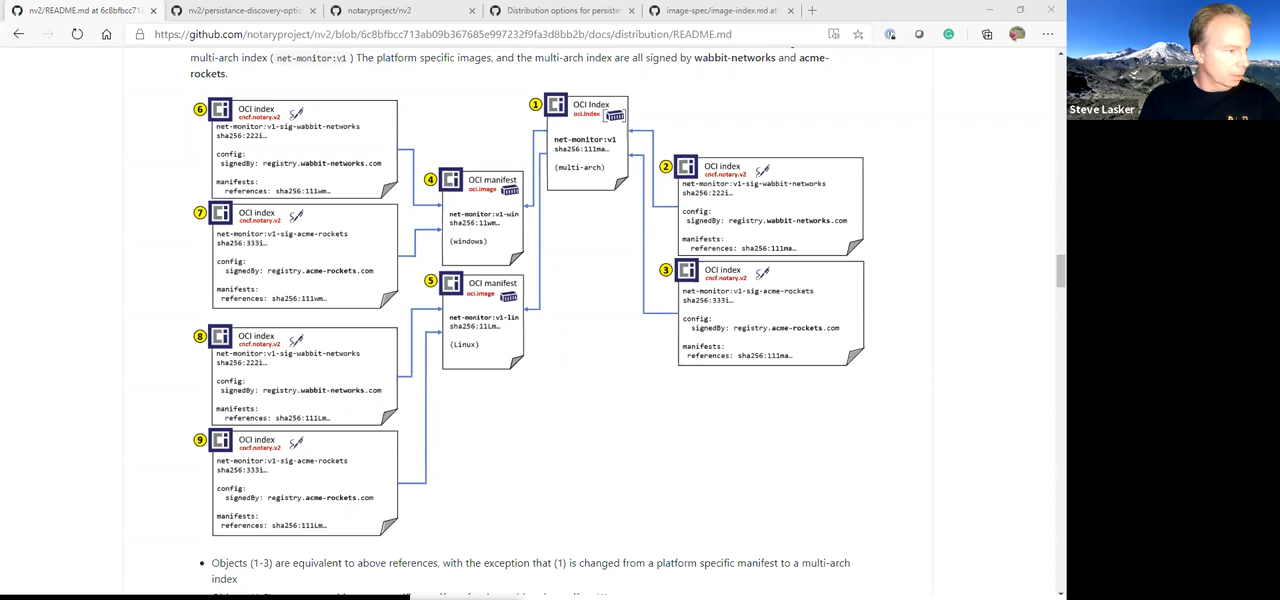 nv2/README.md at 6c8bfbcc7
nv2/persistance-discovery-optio
notaryproject/nv2
Distribution options for persiste
image-spec/image-index.md at
https://github.com/notaryproject/nv2/blob/6c8bfbcc713ab09b367685e997232f9fa3d8bb2b/docs/distribution/README.md
Steve Lasker
multi-arch index ( net-monitor:v1 ) The platform specific images, and the multi-arch index are all signed by wabbit-networks and acme-
rockets.
6
OCI index
cncf.notary.v2
net-monitor:v1-sig-wabbit-networks
sha256:222i…
config:
signedBy: registry.wabbit-networks.com
manifests:
references: sha256:111wm…
7
OCI index
cncf.notary.v2
net-monitor:v1-sig-acme-rockets
sha256:333i…
config:
signedBy: registry.acme-rockets.com
manifests:
references: sha256:111wm…
8
OCI index
cncf.notary.v2
net-monitor:v1-sig-wabbit-networks
sha256:222i…
config:
signedBy: registry.wabbit-networks.com
manifests:
references: sha256:111Lm…
9
OCI index
cncf.notary.v2
net-monitor:v1-sig-acme-rockets
sha256:333i…
config:
signedBy: registry.acme-rockets.com
manifests:
references: sha256:111Lm…
4
OCI manifest
oci.image
net-monitor:v1-win
sha256:11wm…
(windows)
5
OCI manifest
oci.image
net-monitor:v1-lin
sha256:11Lm…
(Linux)
1
OCI Index
oci.index
net-monitor:v1
sha256:111ma…
(multi-arch)
2
OCI index
cncf.notary.v2
net-monitor:v1-sig-wabbit-networks
sha256:222i…
config:
signedBy: registry.wabbit-networks.com
manifests:
references: sha256:111ma…
3
OCI index
cncf.notary.v2
net-monitor:v1-sig-acme-rockets
sha256:333i…
config:
signedBy: registry.acme-rockets.com
manifests:
references: sha256:111ma…
• Objects (1-3) are equivalent to above references, with the exception that (1) is changed from a platform specific manifest to a multi-arch
index